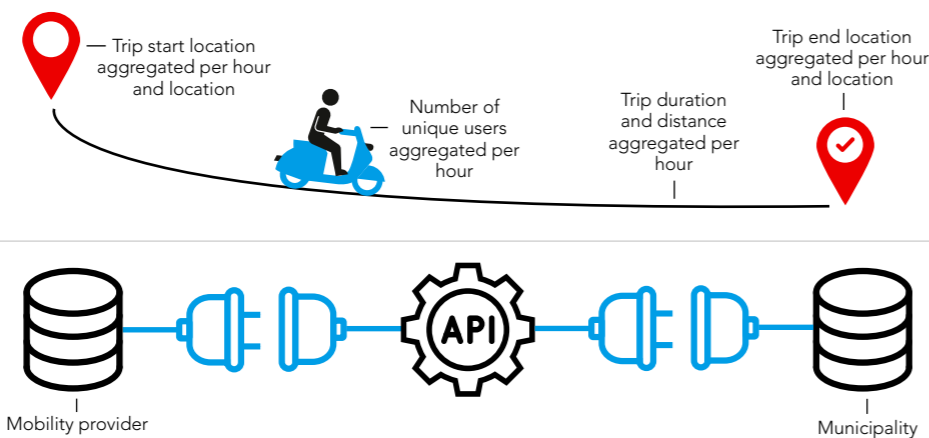 Trip start location
aggregated per hour
and location
Number of
unique users
aggregated per
hour
Trip duration
and distance
aggregated per
hour
Trip end location
aggregated per hour
and location
API
Mobility provider
Municipality